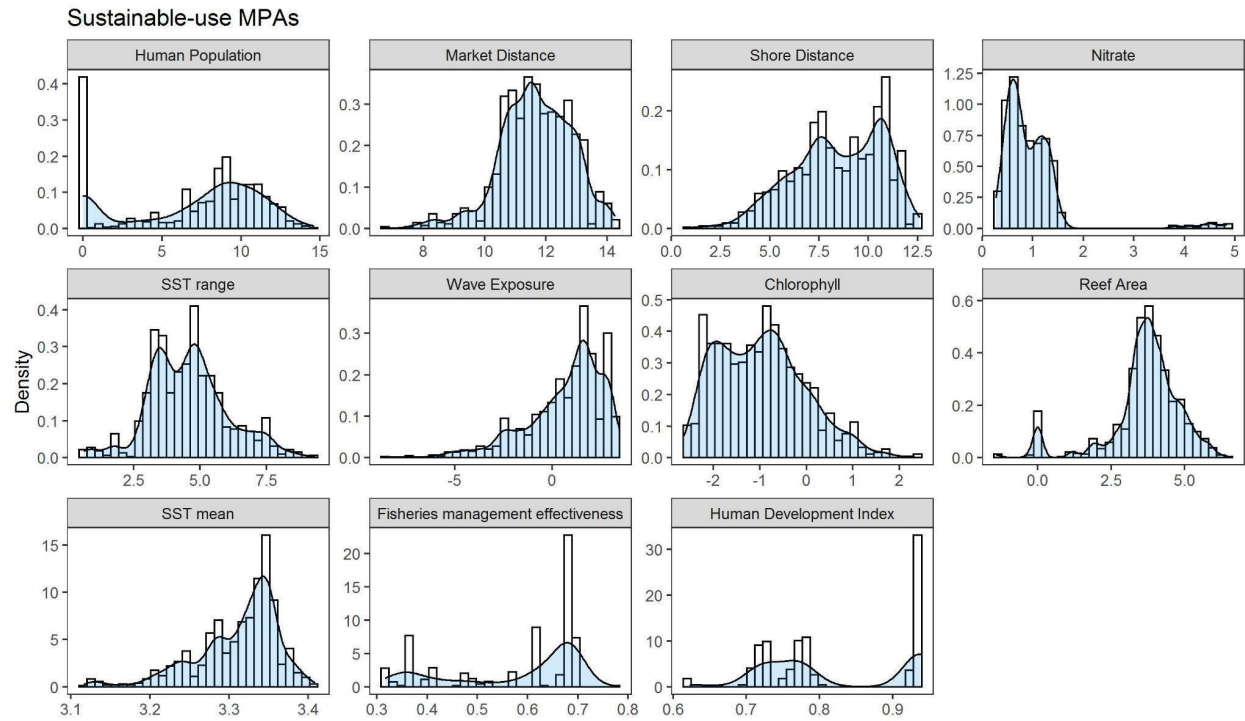 Sustainable-use MPAs
Human Population
Market Distance
Shore Distance
Nitrate
0.4
0.3
0.2
0.1
0.0
0 5 10 15
0.3
0.2
0.1
0.0
8 10 12 14
0.2
0.1
0.0
0.0 2.5 5.0 7.5 10.0 12.5
1.25
1.00
0.75
0.50
0.25
0.00
0 1 2 3 4 5
Density
SST range
Wave Exposure
Chlorophyll
Reef Area
0.4
0.3
0.2
0.1
0.0
2.5 5.0 7.5
0.3
0.2
0.1
0.0
-5 0
0.5
0.4
0.3
0.2
0.1
0.0
-2 -1 0 1 2
0.6
0.4
0.2
0.0
0.0 2.5 5.0
SST mean
Fisheries management effectiveness
Human Development Index
15
10
5
0
3.1 3.2 3.3 3.4
20
15
10
5
0
0.3 0.4 0.5 0.6 0.7 0.8
30
20
10
0
0.6 0.7 0.8 0.9